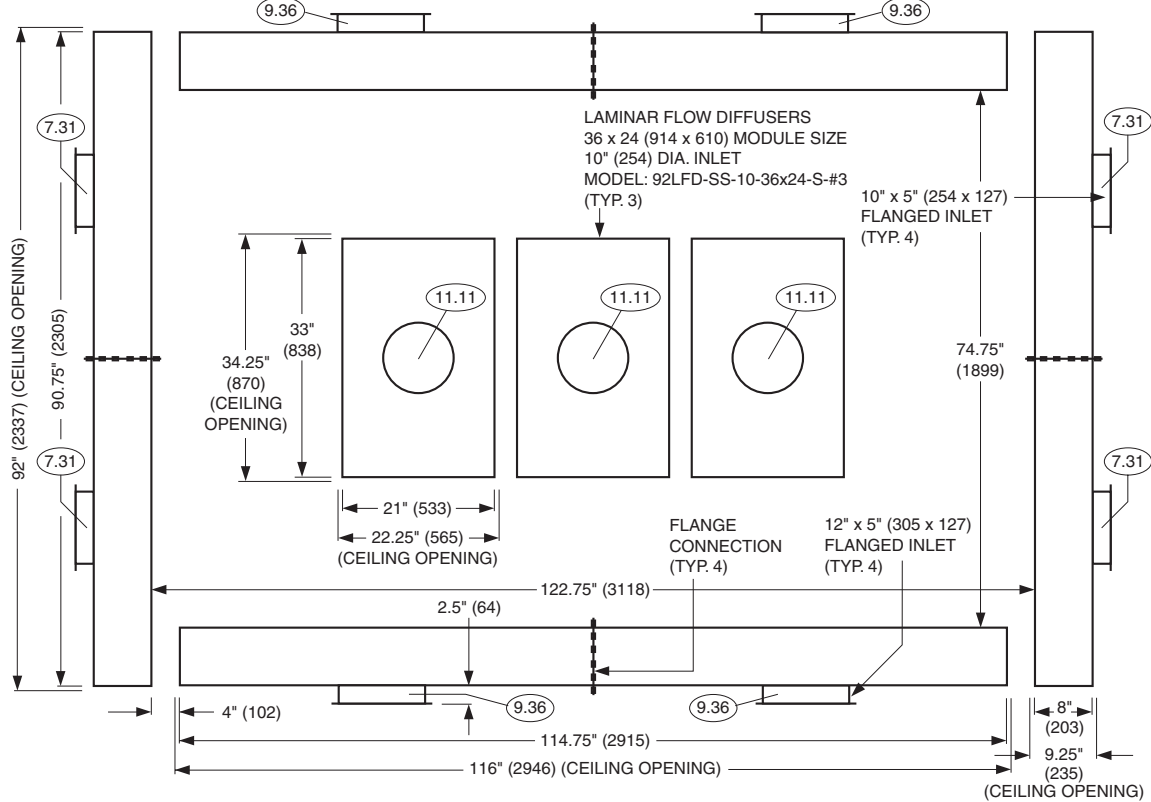 9.36
9.36
7.31
7.31
LAMINAR FLOW DIFFUSERS
36 x 24 (914 x 610) MODULE SIZE
10" (254) DIA. INLET
MODEL: 92LFD-SS-10-36x24-S-#3
(TYP. 3)
10" x 5" (254 x 127)
FLANGED INLET
(TYP. 4)
92" (2337) (CEILING OPENING)
90.75" (2305)
11.11
11.11
11.11
33"
(838)
34.25"
(870)
(CEILING
OPENING)
74.75"
(1899)
7.31
7.31
21" (533)
22.25" (565)
(CEILING OPENING)
FLANGE
CONNECTION
(TYP. 4)
12" x 5" (305 x 127)
FLANGED INLET
(TYP. 4)
122.75" (3118)
2.5" (64)
4" (102)
9.36
9.36
8"
(203)
114.75" (2915)
9.25"
(235)
(CEILING OPENING)
116" (2946) (CEILING OPENING)